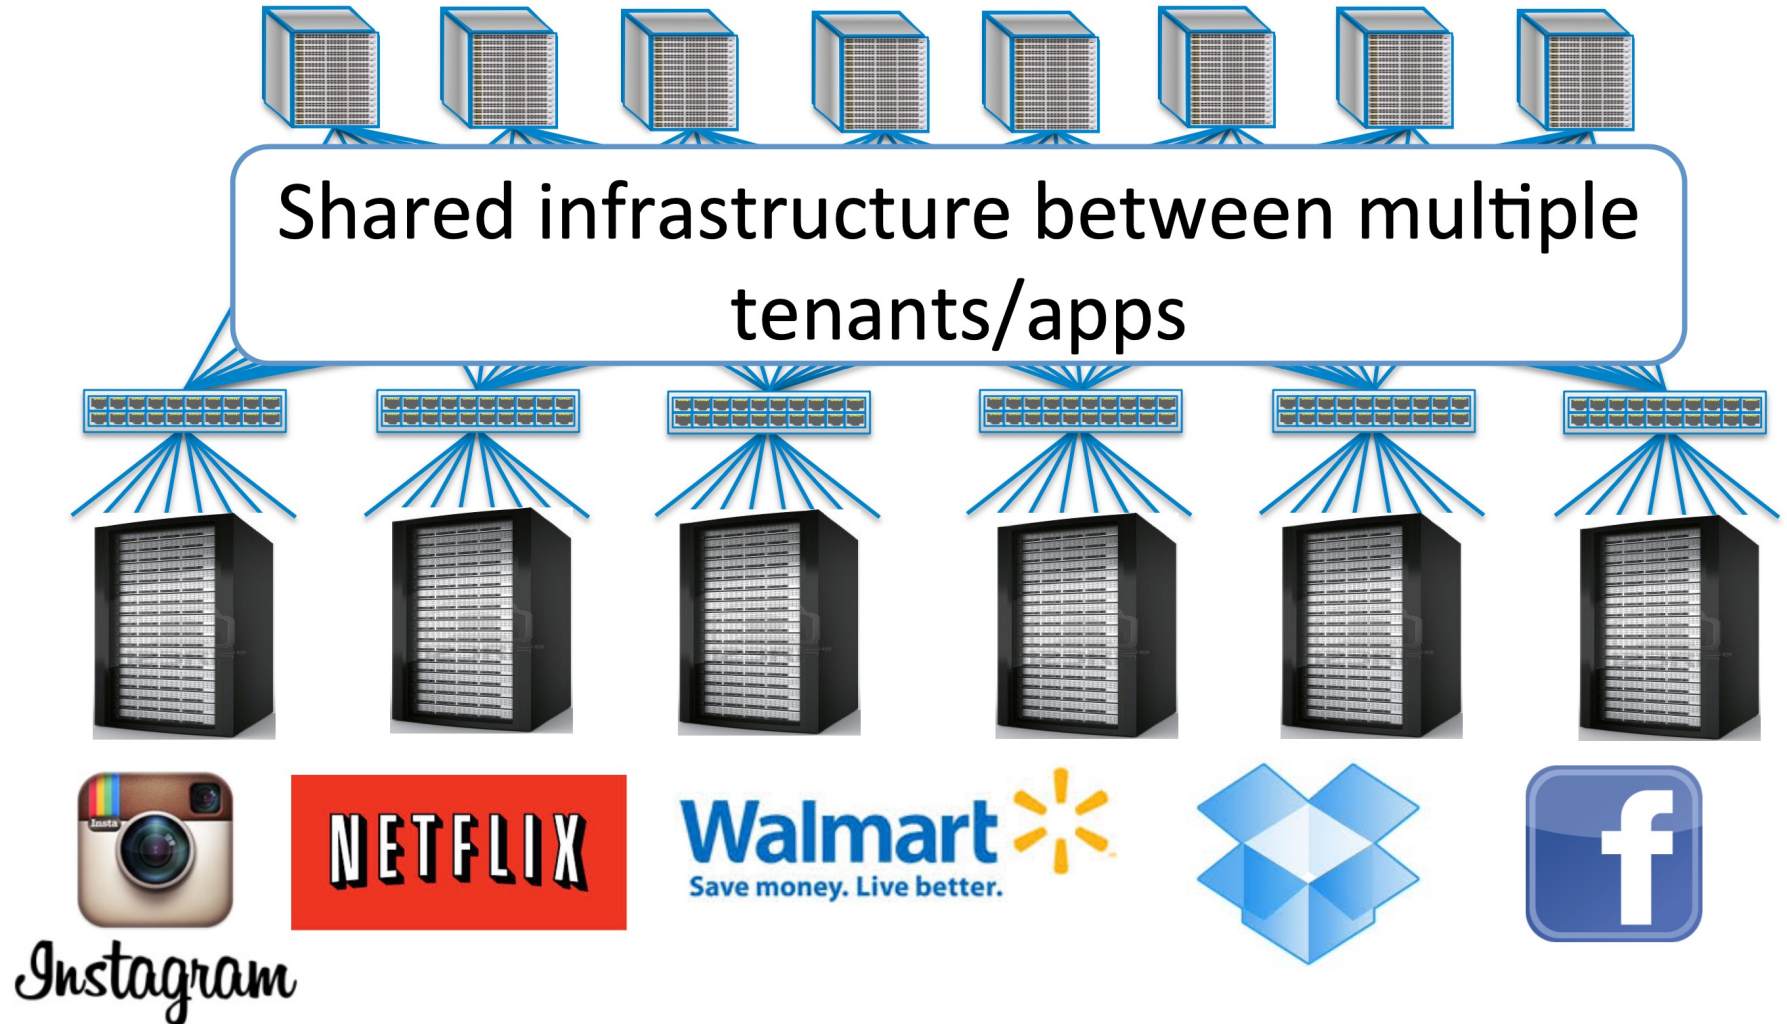 Shared infrastructure between multiple
tenants/apps
Insta
NETFLIX
Walmart
Save money. Live better.
f
Instagram